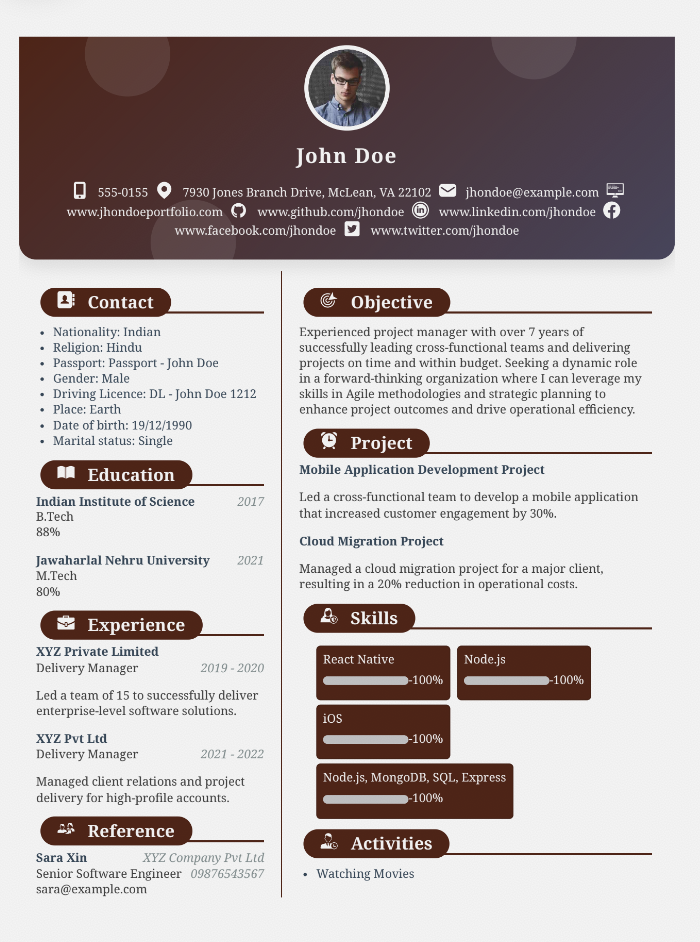 John Doe
555-0155 7930 Jones Branch Drive, McLean, VA 22102 jhondoe@example.com
www.jhondoeportfolio.com www.github.com/jhondoe www.linkedin.com/jhondoe
www.facebook.com/jhondoe www.twitter.com/jhondoe
Contact
• Nationality: Indian
• Religion: Hindu
• Passport: Passport - John Doe
• Gender: Male
• Driving Licence: DL - John Doe 1212
• Place: Earth
• Date of birth: 19/12/1990
• Marital status: Single
Education
Indian Institute of Science 2017
B.Tech
88%
Jawaharlal Nehru University 2021
M.Tech
80%
Experience
XYZ Private Limited
Delivery Manager 2019 - 2020
Led a team of 15 to successfully deliver
enterprise-level software solutions.
XYZ Pvt Ltd
Delivery Manager 2021 - 2022
Managed client relations and project
delivery for high-profile accounts.
Reference
Sara Xin XYZ Company Pvt Ltd
Senior Software Engineer 09876543567
sara@example.com
Objective
Experienced project manager with over 7 years of
successfully leading cross-functional teams and delivering
projects on time and within budget. Seeking a dynamic role
in a forward-thinking organization where I can leverage my
skills in Agile methodologies and strategic planning to
enhance project outcomes and drive operational efficiency.
Project
Mobile Application Development Project
Led a cross-functional team to develop a mobile application
that increased customer engagement by 30%.
Cloud Migration Project
Managed a cloud migration project for a major client,
resulting in a 20% reduction in operational costs.
Skills
React Native Node.js
-100% -100%
iOS
-100%
Node.js, MongoDB, SQL, Express
-100%
Activities
• Watching Movies